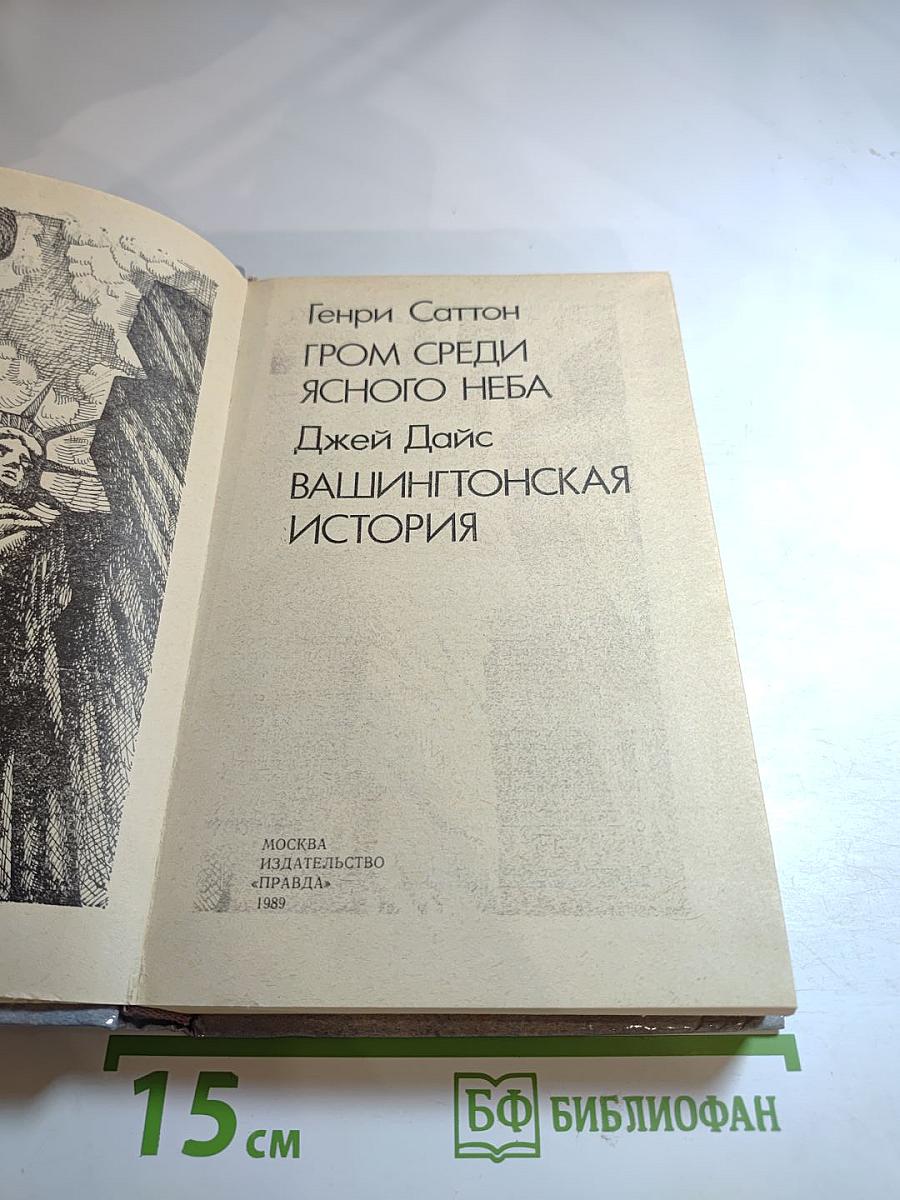 Генри Саттон
ГРОМ СРЕДИ
ЯСНОГО НЕБА
Джей Дайс
ВАШИНГТОНСКАЯ
ИСТОРИЯ
МОСКВА
ИЗДАТЕЛЬСТВО
«ПРАВДА»
1989
15 см
БФ БИБЛИОФАН